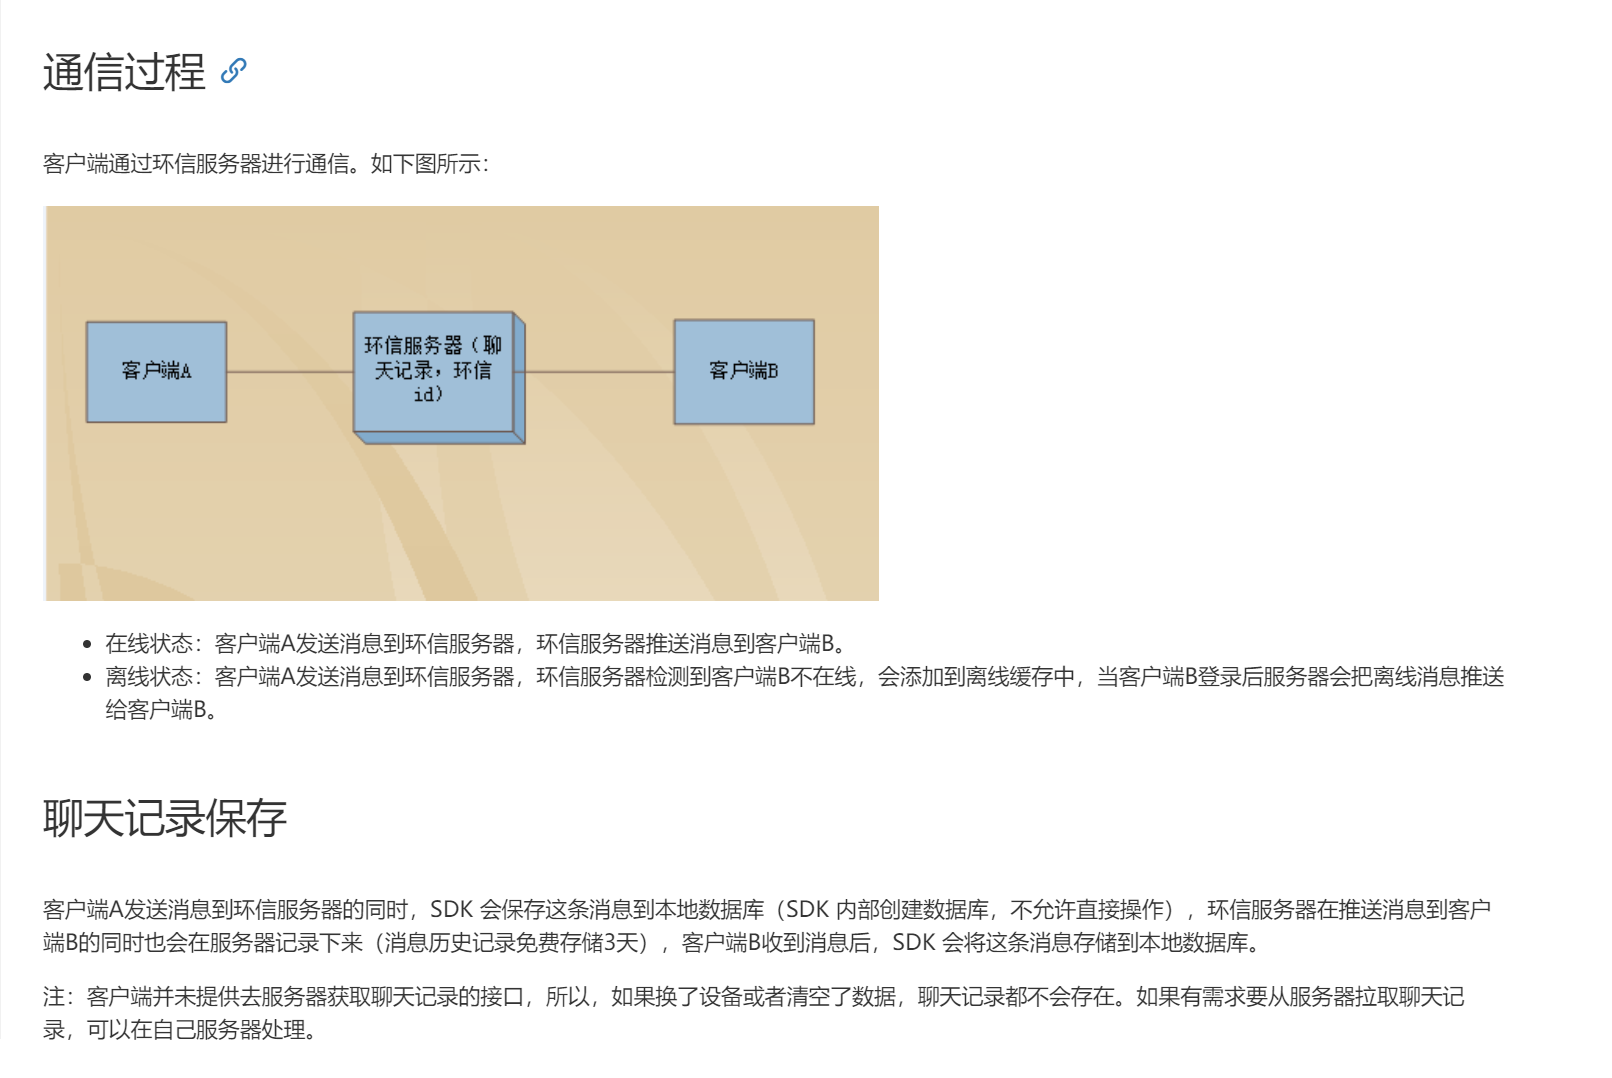 通信过程
客户端通过环信服务器进行通信。如下图所示：
客户端A
环信服务器（聊
天记录，环信
id）
客户端B
在线状态：客户端A发送消息到环信服务器，环信服务器推送消息到客户端B。
离线状态：客户端A发送消息到环信服务器，环信服务器检测到客户端B不在线，会添加到离线缓存中，当客户端B登录后服务器会把离线消息推送
给客户端B。
聊天记录保存
客户端A发送消息到环信服务器的同时，SDK 会保存这条消息到本地数据库（SDK 内部创建数据库，不允许直接操作），环信服务器在推送消息到客户
端B的同时也会在服务器记录下来（消息历史记录免费存储3天），客户端B收到消息后，SDK 会将这条消息存储到本地数据库。
注：客户端并未提供去服务器获取聊天记录的接口，所以，如果换了设备或者清空了数据，聊天记录都不会存在。如果有需求要从服务器拉取聊天记
录，可以在自己服务器处理。